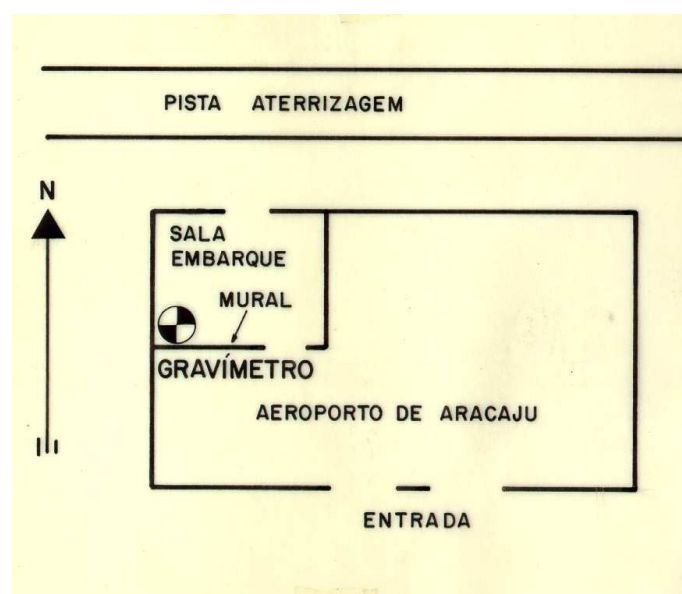 PISTA ATERRIZAGEM
N
SALA
EMBARQUE
MURAL
GRAVÍMETRO
AEROPORTO DE ARACAJU
ENTRADA